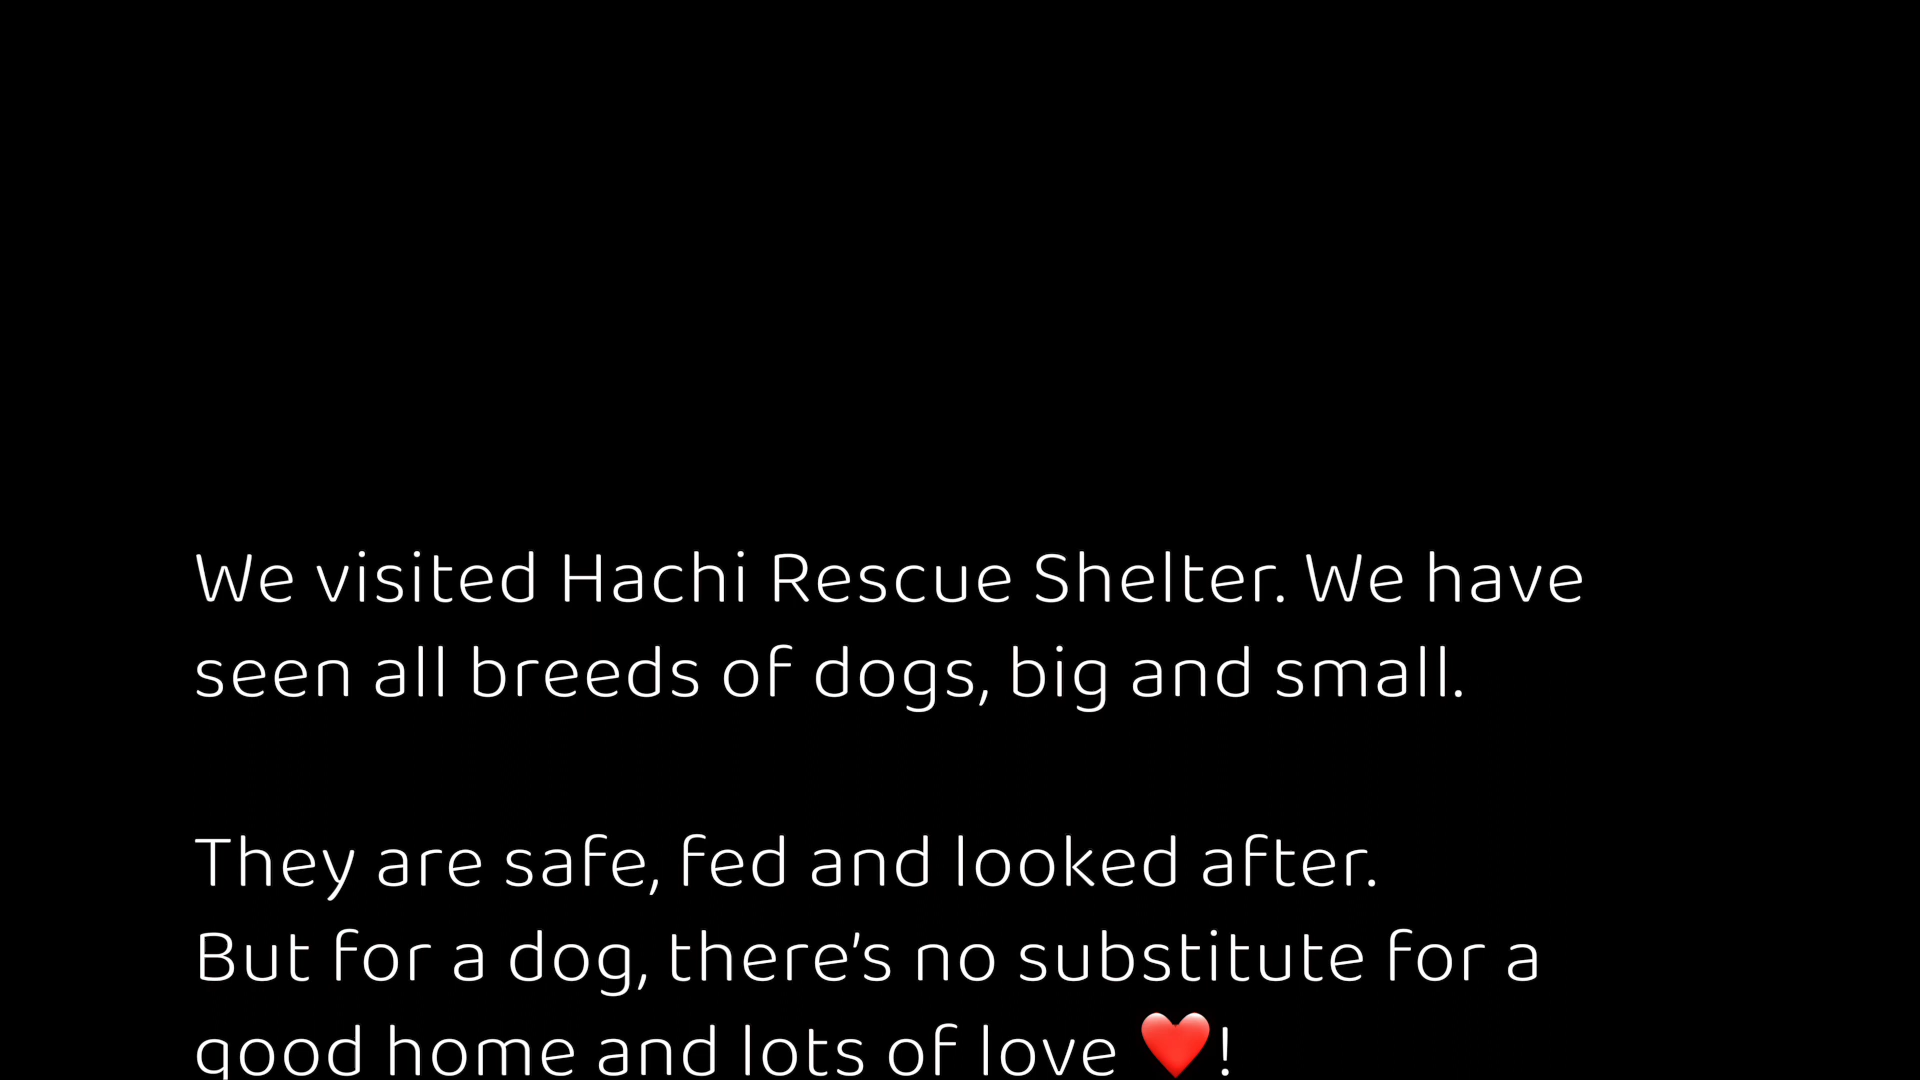 We visited Hachi Rescue Shelter. We have
seen all breeds of dogs, big and small.
They are safe, fed and looked after.
But for a dog, there’s no substitute for a
good home and lots of love ❤️!